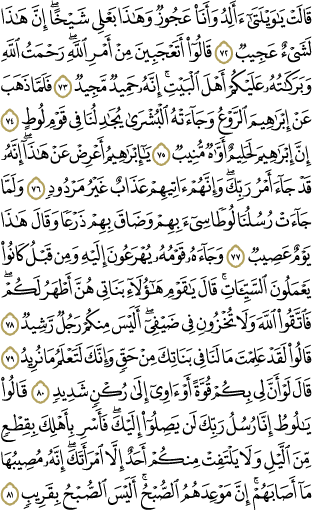 قَالَتْ يَٰوَيْلَتَىٰٓ ءَأَلِدُ وَأَنَا۠ عَجُوزٌ وَهَٰذَا بَعْلِى شَيْخًا ۖ إِنَّ هَٰذَا
لَشَىْءٌ عَجِيبٌ ٧٢ قَالُوٓا۟ أَتَعْجَبِينَ مِنْ أَمْرِ ٱللَّهِ ۖ رَحْمَتُ ٱللَّهِ
وَبَرَكَٰتُهُۥ عَلَيْكُمْ أَهْلَ ٱلْبَيْتِ ۚ إِنَّهُۥ حَمِيدٌ مَّجِيدٌ ٧٣ فَلَمَّا ذَهَبَ
عَنْ إِبْرَٰهِيمَ ٱلرَّوْعُ وَجَآءَتْهُ ٱلْبُشْرَىٰ يُجَٰدِلُنَا فِى قَوْمِ لُوطٍ ٧٤
إِنَّ إِبْرَٰهِيمَ لَحَلِيمٌ أَوَّٰهٌ مُّنِيبٌ ٧٥ يَٰٓإِبْرَٰهِيمُ أَعْرِضْ عَنْ هَٰذَآ ۖ إِنَّهُۥ
قَدْ جَآءَ أَمْرُ رَبِّكَ ۖ وَإِنَّهُمْ ءَاتِيهِمْ عَذَابٌ غَيْرُ مَرْدُودٍ ٧٦ وَلَمَّا
جَآءَتْ رُسُلُنَا لُوطًا سِىٓءَ بِهِمْ وَضَاقَ بِهِمْ ذَرْعًا وَقَالَ هَٰذَا
يَوْمٌ عَصِيبٌ ٧٧ وَجَآءَهُۥ قَوْمُهُۥ يُهْرَعُونَ إِلَيْهِ وَمِن قَبْلُ كَانُوا۟
يَعْمَلُونَ ٱلسَّيِّـَٔاتِ ۚ قَالَ يَٰقَوْمِ هَٰٓؤُلَآءِ بَنَاتِى هُنَّ أَطْهَرُ لَكُمْ ۖ
فَٱتَّقُوا۟ ٱللَّهَ وَلَا تُخْزُونِ فِى ضَيْفِىٓ ۖ أَلَيْسَ مِنكُمْ رَجُلٌ رَّشِيدٌ ٧٨
قَالُوا۟ لَقَدْ عَلِمْتَ مَا لَنَا فِى بَنَاتِكَ مِنْ حَقٍّ وَإِنَّكَ لَتَعْلَمُ مَا نُرِيدُ ٧٩
قَالَ لَوْ أَنَّ لِى بِكُمْ قُوَّةً أَوْ ءَاوِىٓ إِلَىٰ رُكْنٍ شَدِيدٍ ٨٠ قَالُوا۟
يَٰلُوطُ إِنَّا رُسُلُ رَبِّكَ لَن يَصِلُوٓا۟ إِلَيْكَ ۖ فَأَسْرِ بِأَهْلِكَ بِقِطْعٍ
مِّنَ ٱلَّيْلِ وَلَا يَلْتَفِتْ مِنكُمْ أَحَدٌ إِلَّا ٱمْرَأَتَكَ ۖ إِنَّهُۥ مُصِيبُهَا
مَآ أَصَابَهُمْ ۚ إِنَّ مَوْعِدَهُمُ ٱلصُّبْحُ ۚ أَلَيْسَ ٱلصُّبْحُ بِقَرِيبٍ ٨١